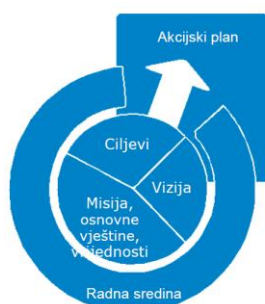 Akcijski plan
Ciljevi
Vizija
Misija,
osnovne
vještine,
vrijednosti
Radna sredina